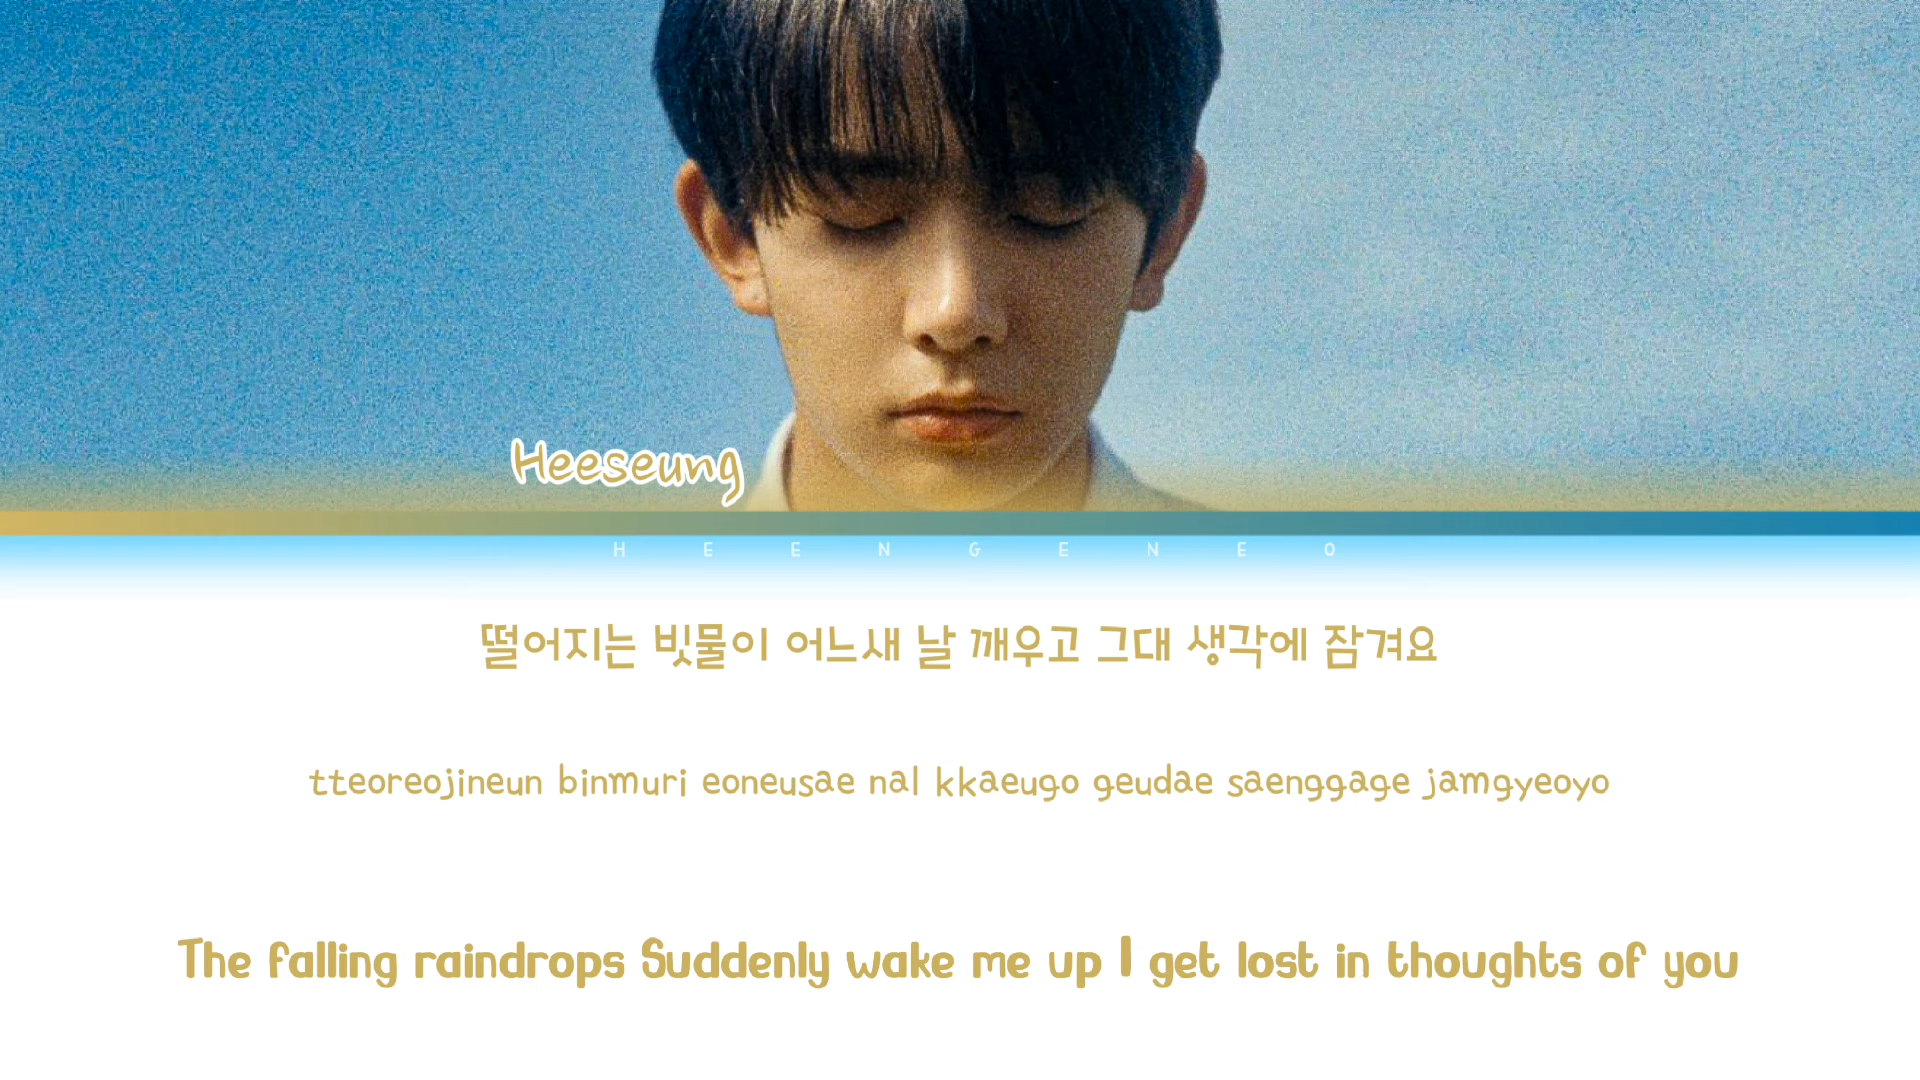 Heeseung
HEENGENEO
떨어지는 빗물이 어느새 날 깨우고 그대 생각에 잠겨요
tteoreojineun binmuri eoneusae nal kkaeugo geudae saenggage jamgyeoyo
The falling raindrops Suddenly wake me up I get lost in thoughts of you